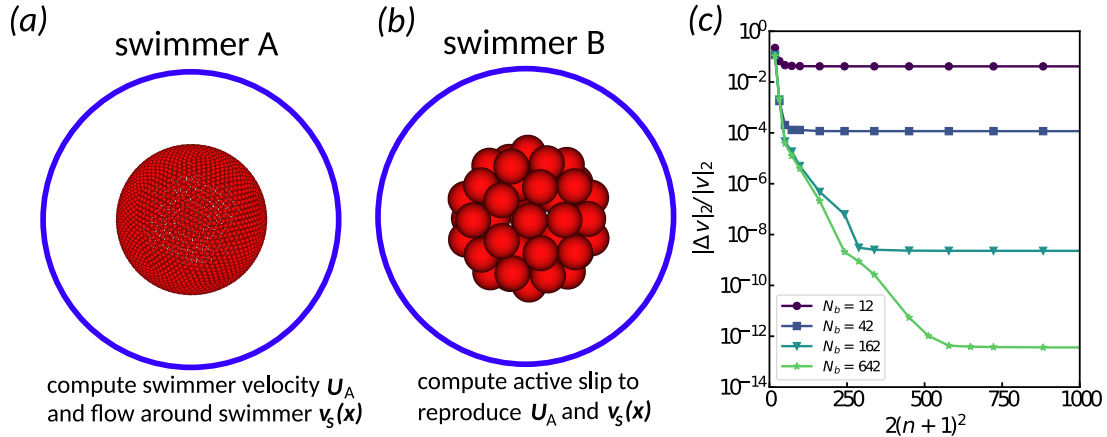 (a)
swimmer A
compute swimmer velocity U_A
and flow around swimmer v_s(x)
(b)
swimmer B
compute active slip to
reproduce U_A and v_s(x)
(c)
|Δv|_2/|v|_2
10^0
10^{-2}
10^{-4}
10^{-6}
10^{-8}
10^{-10}
10^{-12}
10^{-14}
N_b = 12
N_b = 42
N_b = 162
N_b = 642
0 250 500 750 1000
2(n + 1)^2